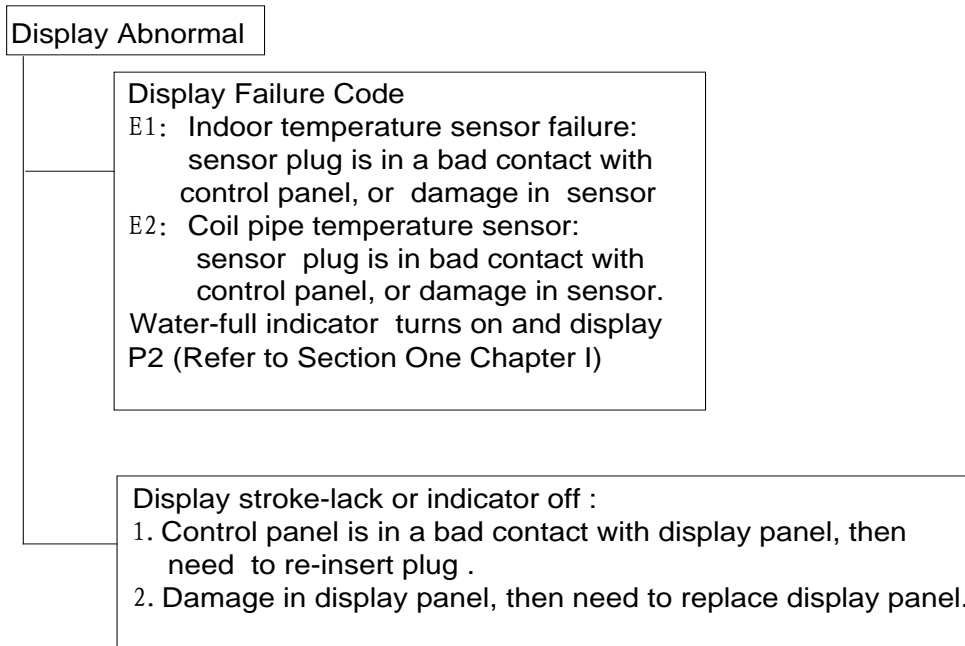 Display Abnormal
Display Failure Code
E1: Indoor temperature sensor failure:
sensor plug is in a bad contact with
control panel, or damage in sensor
E2: Coil pipe temperature sensor:
sensor plug is in bad contact with
control panel, or damage in sensor.
Water-full indicator turns on and display
P2 (Refer to Section One Chapter I)
Display stroke-lack or indicator off :
1. Control panel is in a bad contact with display panel, then
need to re-insert plug .
2. Damage in display panel, then need to replace display panel.